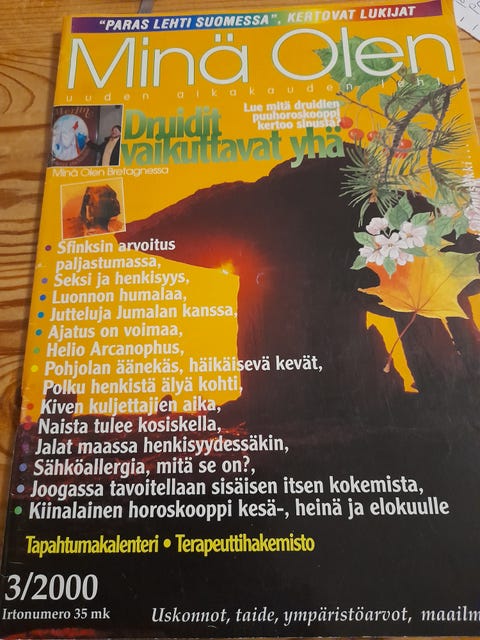 "PARAS LEHTI SUOMESSA", KERTOVAT LUKIJAT
Minä Olen
uuden aikakauden lehti
Lue mitä druidien
puuhoroskooppi
kertoo sinusta!
Druidit
vaikuttavat yhä
Minä Olen Bretagnessa
• Sfinksin arvoitus
paljastumassa,
• Seksi ja henkisyys,
• Luonnon humalaa,
• Jutteluja Jumalan kanssa,
• Ajatus on voimaa,
• Helio Arcanophus,
• Pohjolan äänekäs, häikäisevä kevät,
Polku henkistä älyä kohti,
• Kiven kuljettajien aika,
• Naista tulee kosiskella,
• Jalat maassa henkisyydessäkin,
• Sähköallergia, mitä se on?,
• Joogassa tavoitellaan sisäisen itsen kokemista,
• Kiinalainen horoskooppi kesä-, heinä ja elokuulle
Tapahtumakalenteri • Terapeuttihakemisto
3/2000
Irtonumero 35 mk
Uskonnot, taide, ympäristöarvot, maailm